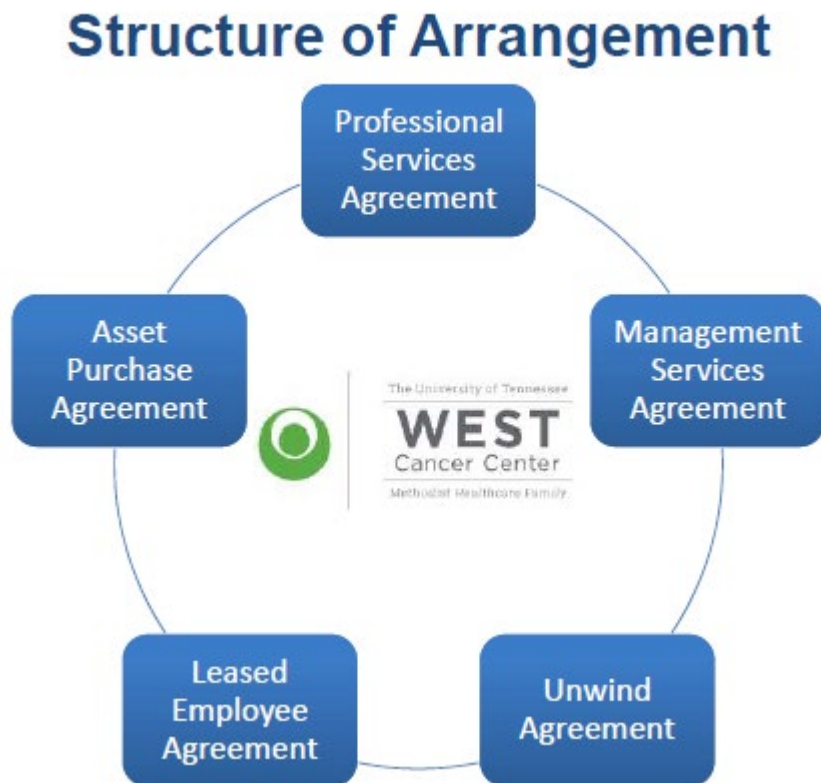 Structure of Arrangement
Professional
Services
Agreement
Management
Services
Agreement
Unwind
Agreement
Leased
Employee
Agreement
Asset
Purchase
Agreement
The University of Tennessee
WEST
Cancer Center
Methodist Healthcare Family